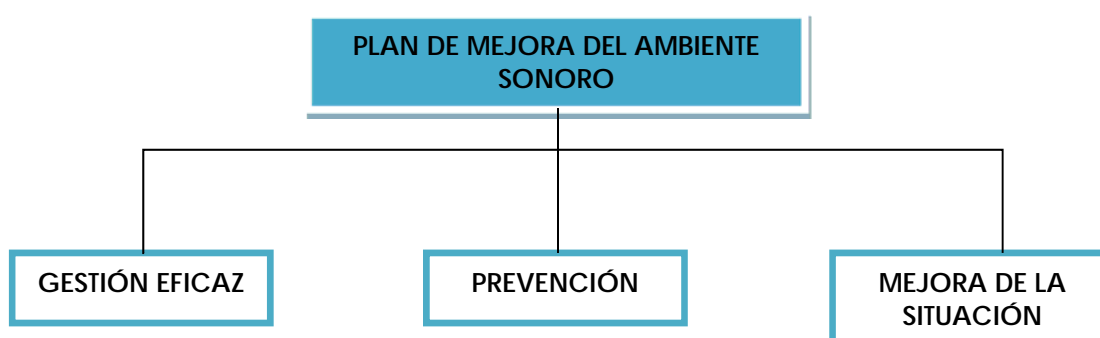 PLAN DE MEJORA DEL AMBIENTE
SONORO
GESTIÓN EFICAZ
PREVENCIÓN
MEJORA DE LA
SITUACIÓN